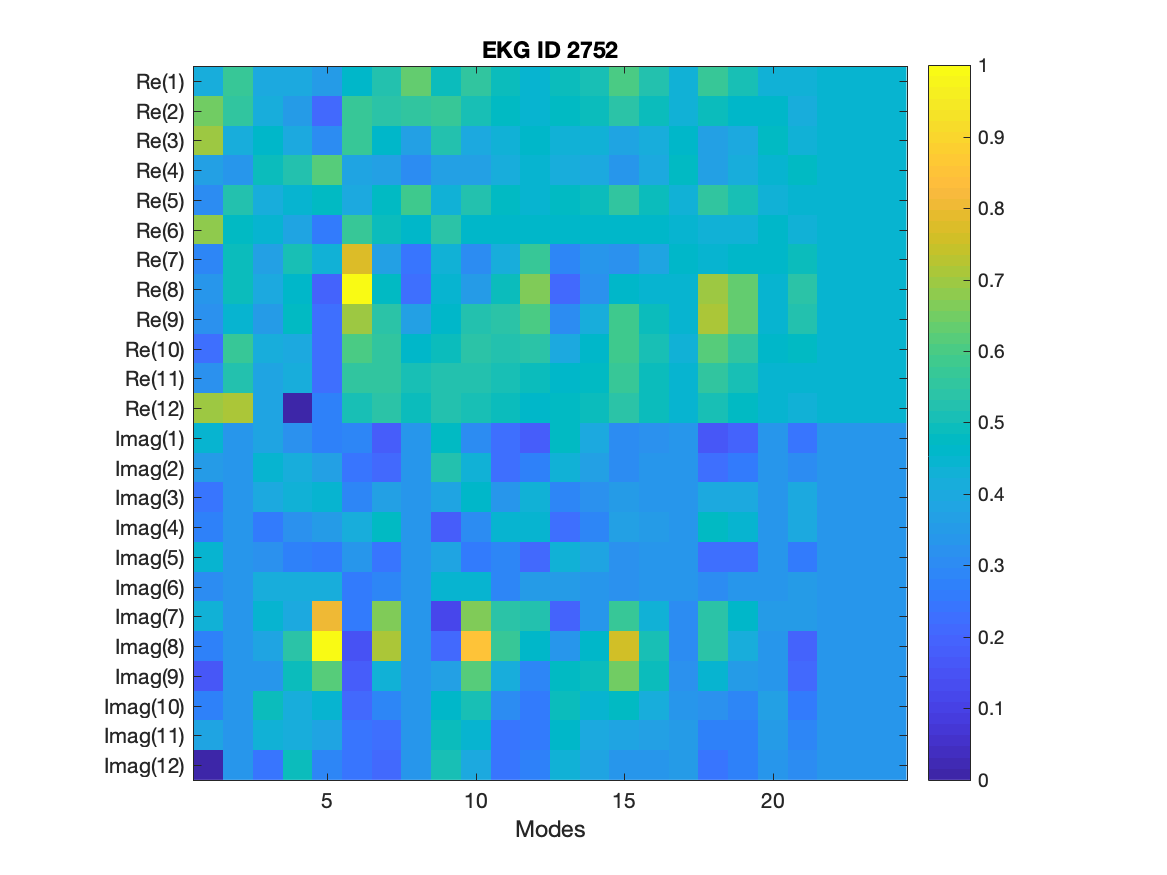 EKG ID 2752
Re(1)
Re(2)
Re(3)
Re(4)
Re(5)
Re(6)
Re(7)
Re(8)
Re(9)
Re(10)
Re(11)
Re(12)
Imag(1)
Imag(2)
Imag(3)
Imag(4)
Imag(5)
Imag(6)
Imag(7)
Imag(8)
Imag(9)
Imag(10)
Imag(11)
Imag(12)
5 10 15 20
Modes
1
0.9
0.8
0.7
0.6
0.5
0.4
0.3
0.2
0.1
0